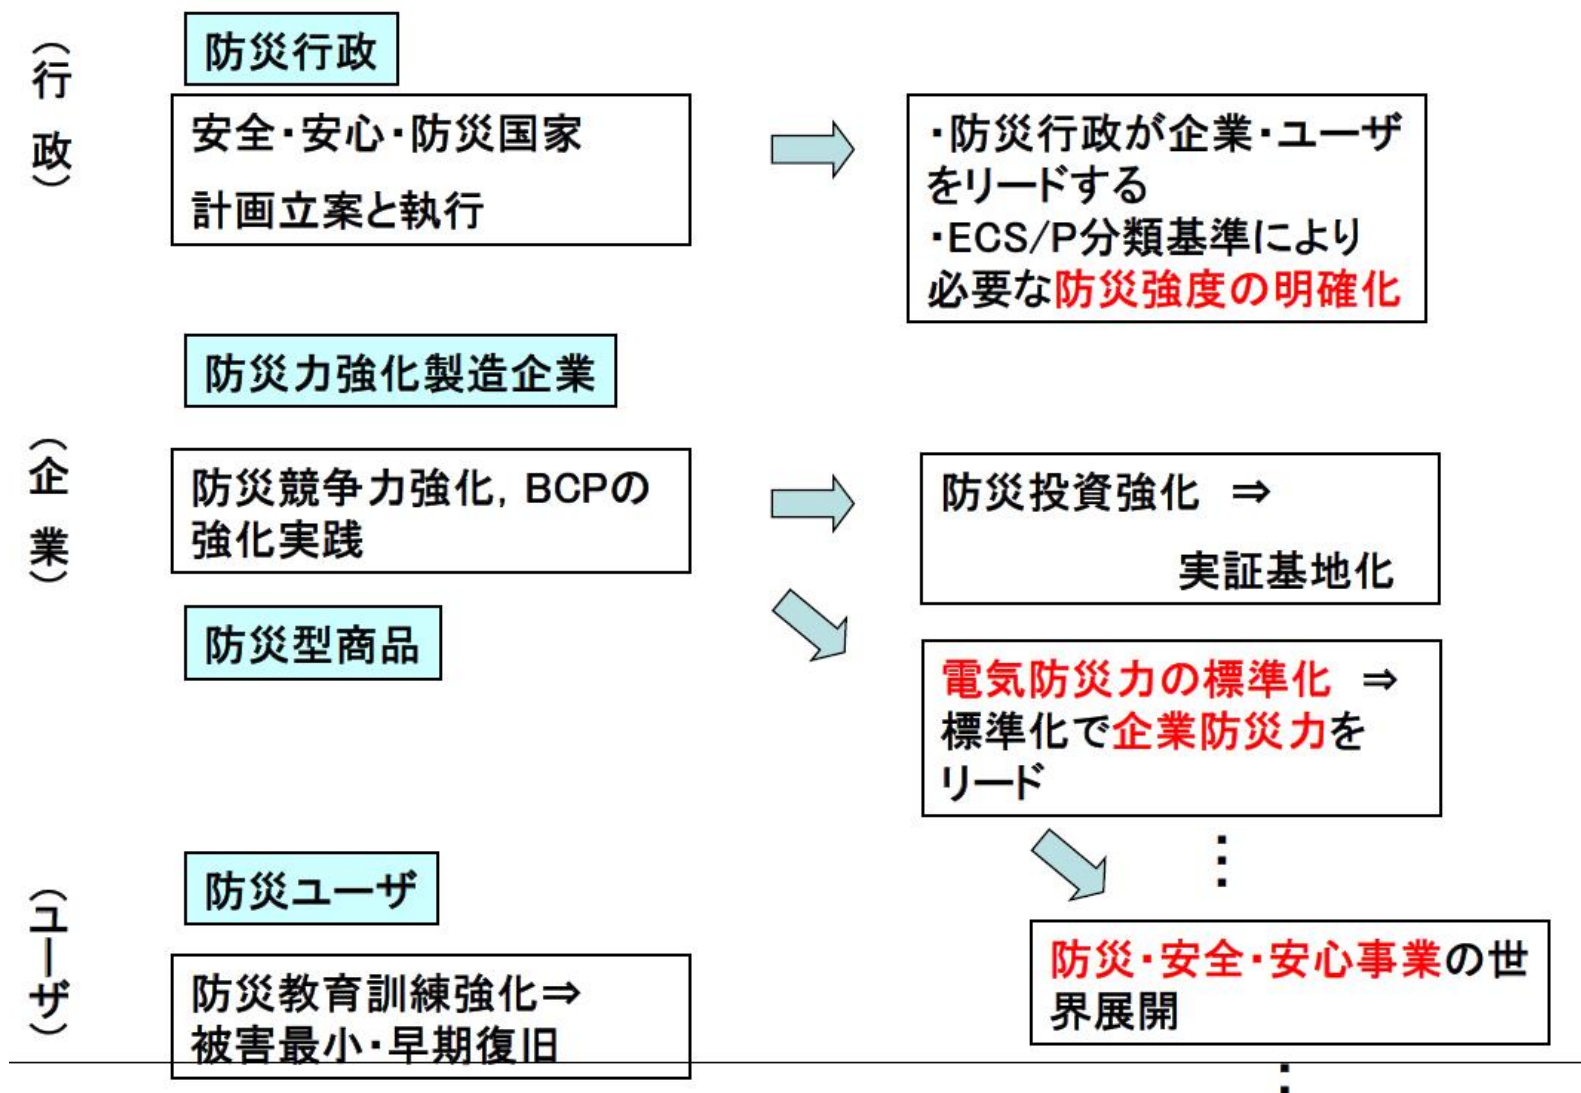 （行政）
防災行政
安全・安心・防災国家
計画立案と執行
・防災行政が企業・ユーザ
をリードする
・ECS/P分類基準により
必要な防災強度の明確化
（企業）
防災力強化製造企業
防災競争力強化, BCPの
強化実践
防災投資強化　⇒
実証基地化
防災型商品
電気防災力の標準化　⇒
標準化で企業防災力を
リード
（ユーザ）
防災ユーザ
防災教育訓練強化⇒
被害最小・早期復旧
防災・安全・安心事業の世
界展開